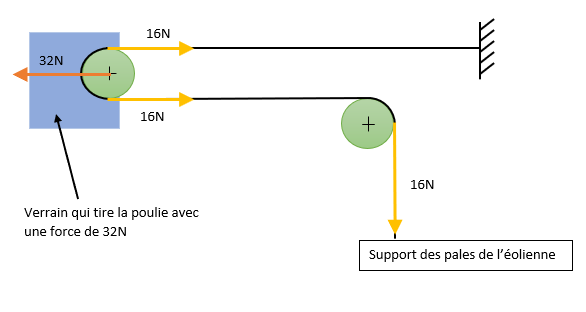 16N
32N
16N
16N
Verrain qui tire la poulie avec
une force de 32N
Support des pales de l'éolienne